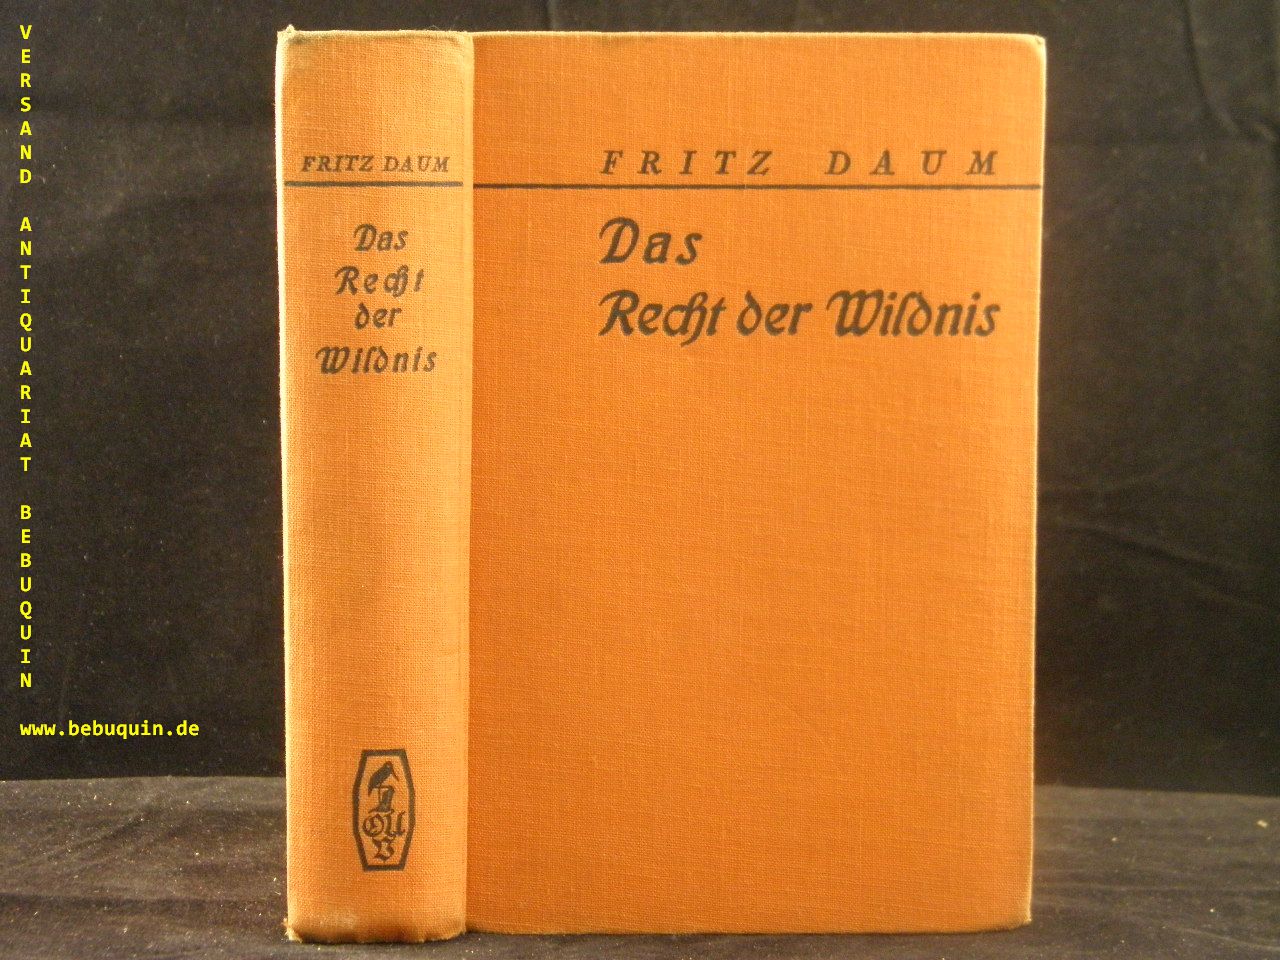 VERSAND ANTIQUARIAT BEBUQUIN
www.bebuquin.de
FRITZ DAUM
Das
Recht
der
Wildnis
FRITZ DAUM
Das
Recht der Wildnis